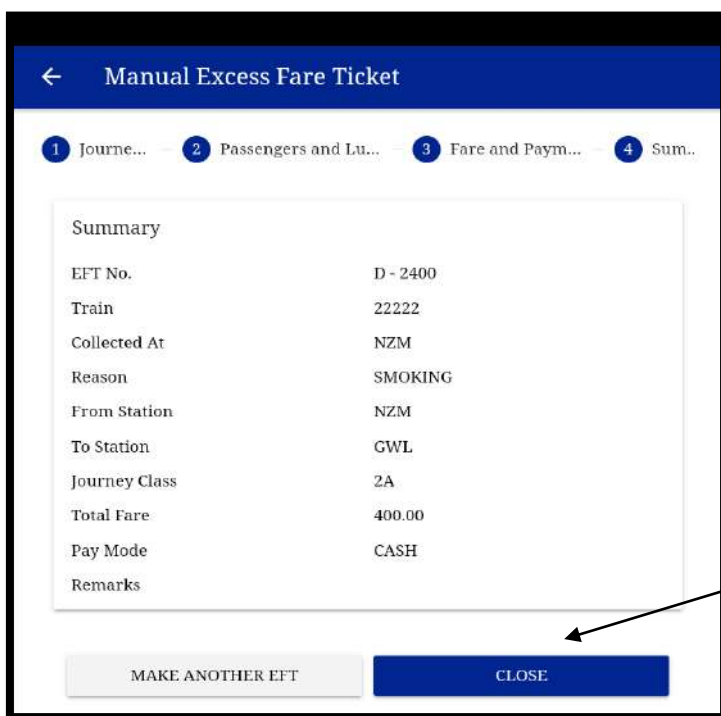 Manual Excess Fare Ticket
1 Journe... 2 Passengers and Lu... 3 Fare and Paym... 4 Sum..
Summary
EFT No. D - 2400
Train 22222
Collected At NZM
Reason SMOKING
From Station NZM
To Station GWL
Journey Class 2A
Total Fare 400.00
Pay Mode CASH
Remarks
MAKE ANOTHER EFT CLOSE